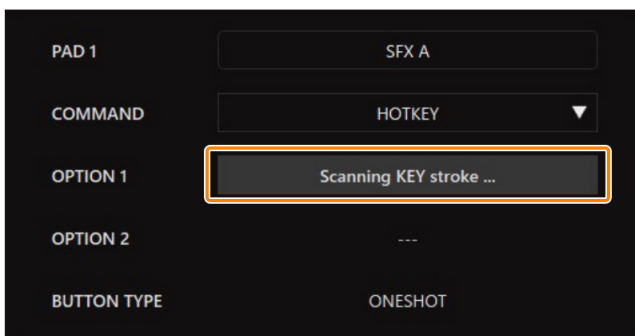 PAD 1 SFX A
COMMAND HOTKEY ▼
OPTION 1 Scanning KEY stroke ...
OPTION 2 ---
BUTTON TYPE ONESHOT